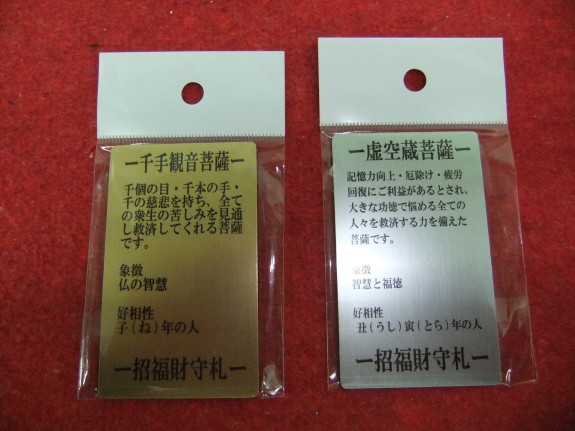 ー千手観音菩薩ー
千個の目・千本の手・
千の慈悲を持ち、全て
の衆生の苦しみを見通
し救済してくれる菩薩
です。
象徴
仏の智慧
好相性
子(ね)年の人
ー招福財守札ー
ー虚空蔵菩薩ー
記憶力向上・厄除け・疲労
回復にご利益があるとされ、
大きな功徳で悩める全ての
人々を救済する力を備えた
菩薩です。
象徴
智慧と福徳
好相性
丑(うし)寅(とら)年の人
ー招福財守札ー